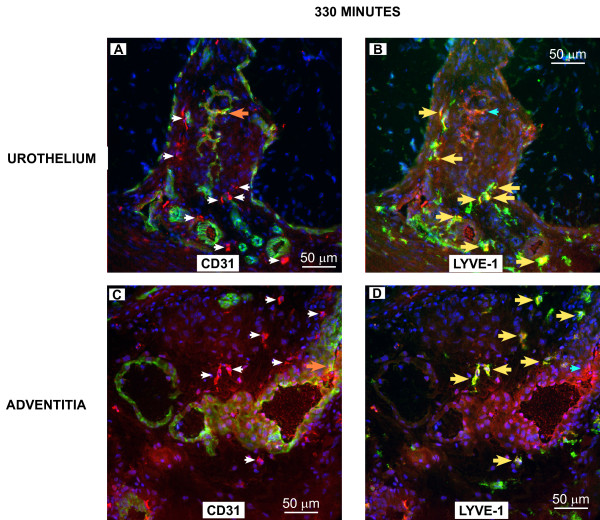 330 MINUTES
A
B
50 μm
UROTHELIUM
50 μm
CD31
LYVE-1
C
D
ADVENTITIA
CD31
50 μm
LYVE-1
50 μm